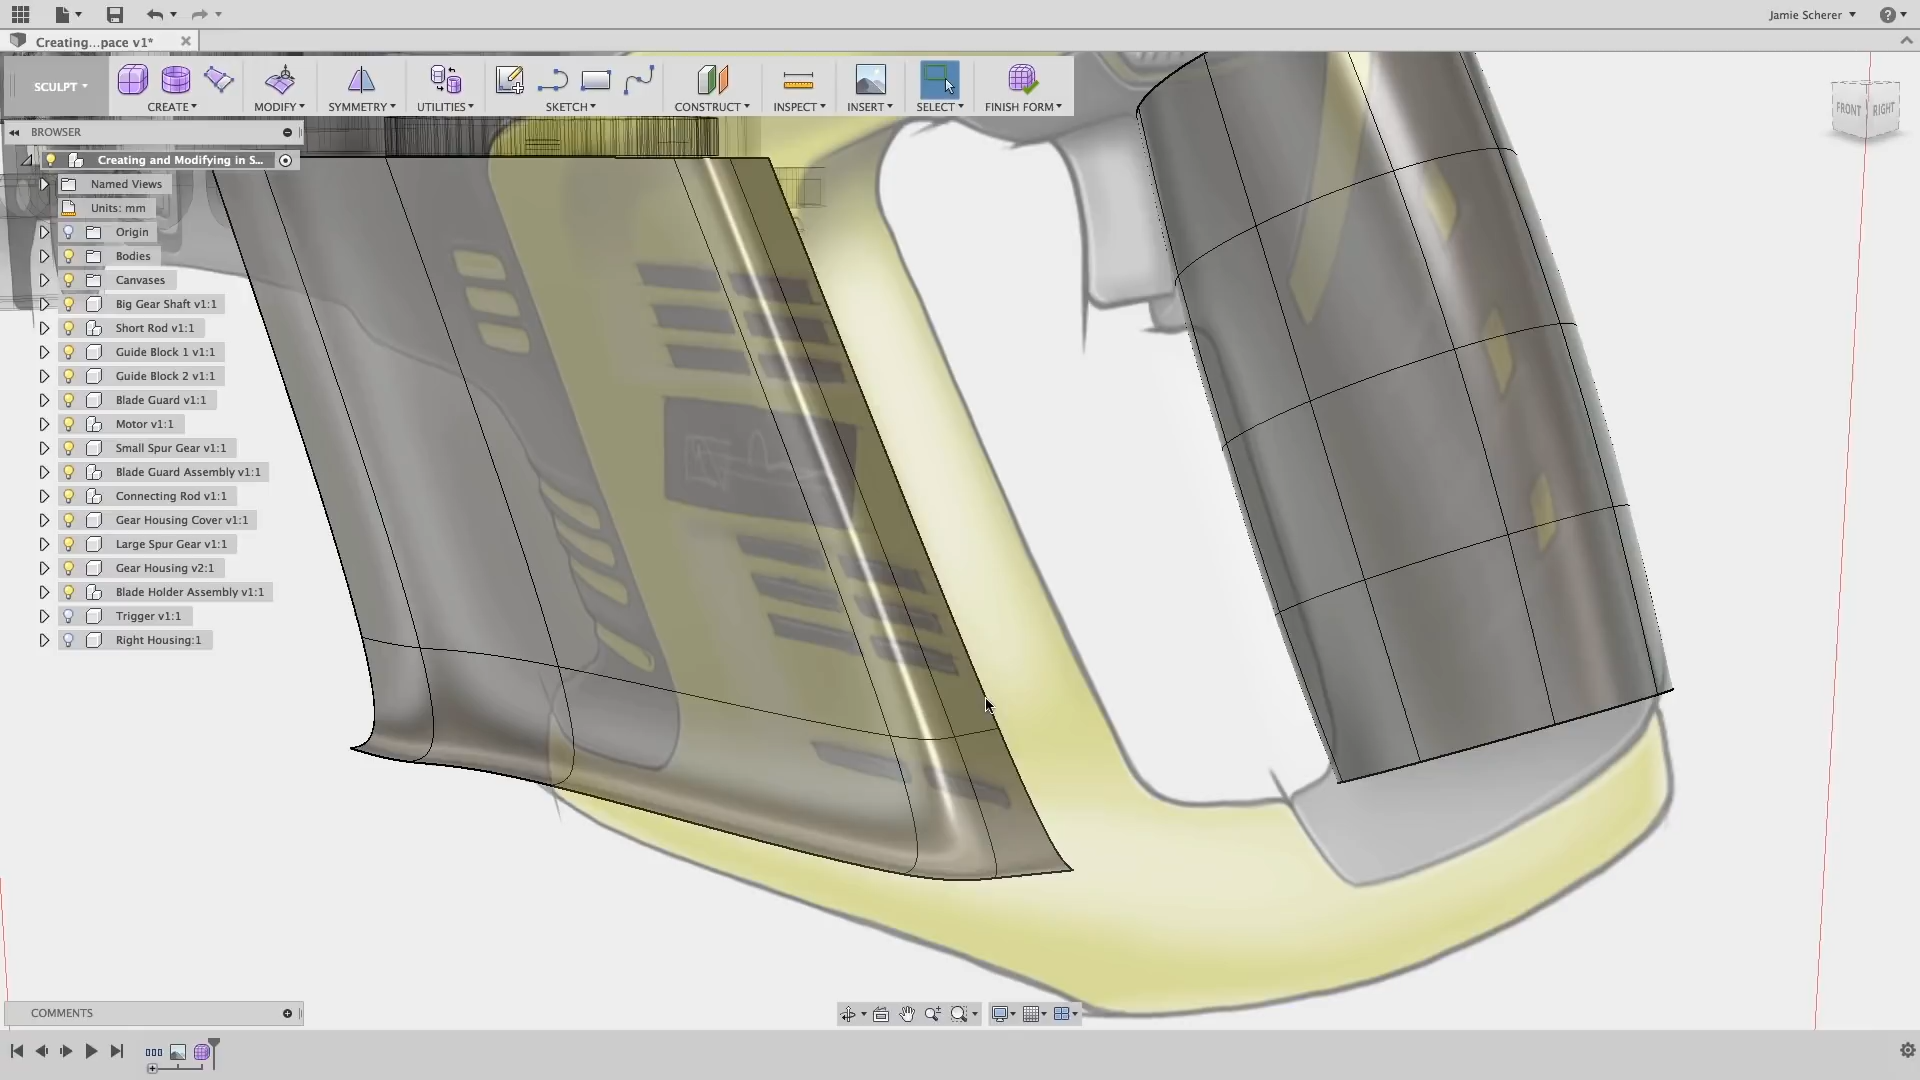 Jamie Scherer
Creating...pace v1*
SCULPT
CREATE
MODIFY
SYMMETRY
UTILITIES
SKETCH
CONSTRUCT
INSPECT
INSERT
SELECT
FINISH FORM
FRONT
RIGHT
BROWSER
Creating and Modifying in S...
Named Views
Units: mm
Origin
Bodies
Canvases
Big Gear Shaft v1:1
Short Rod v1:1
Guide Block 1 v1:1
Guide Block 2 v1:1
Blade Guard v1:1
Motor v1:1
Small Spur Gear v1:1
Blade Guard Assembly v1:1
Connecting Rod v1:1
Gear Housing Cover v1:1
Large Spur Gear v1:1
Gear Housing v2:1
Blade Holder Assembly v1:1
Trigger v1:1
Right Housing:1
COMMENTS